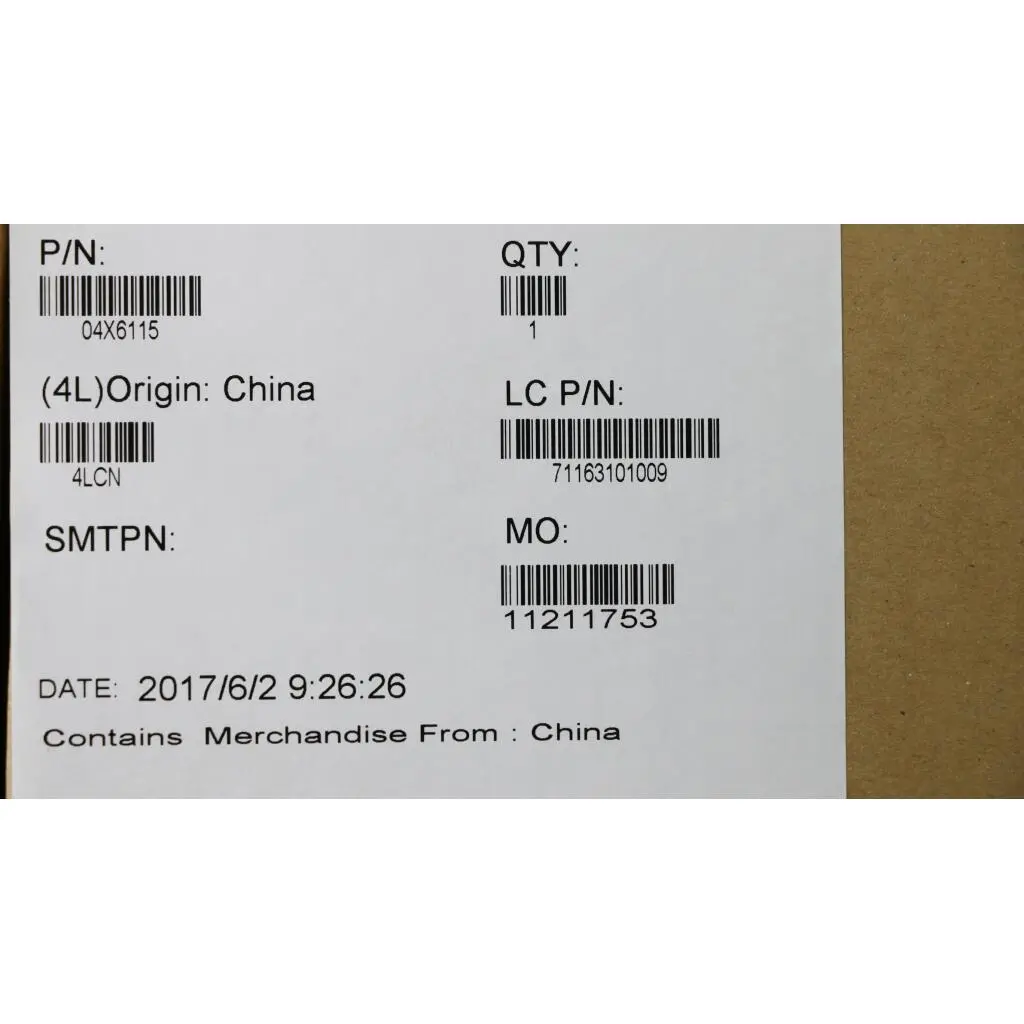 P/N:
04X6115
QTY:
1
(4L)Origin: China
4LCN
LC P/N:
71163101009
SMTPN:
MO:
11211753
DATE: 2017/6/2 9:26:26
Contains Merchandise From : China